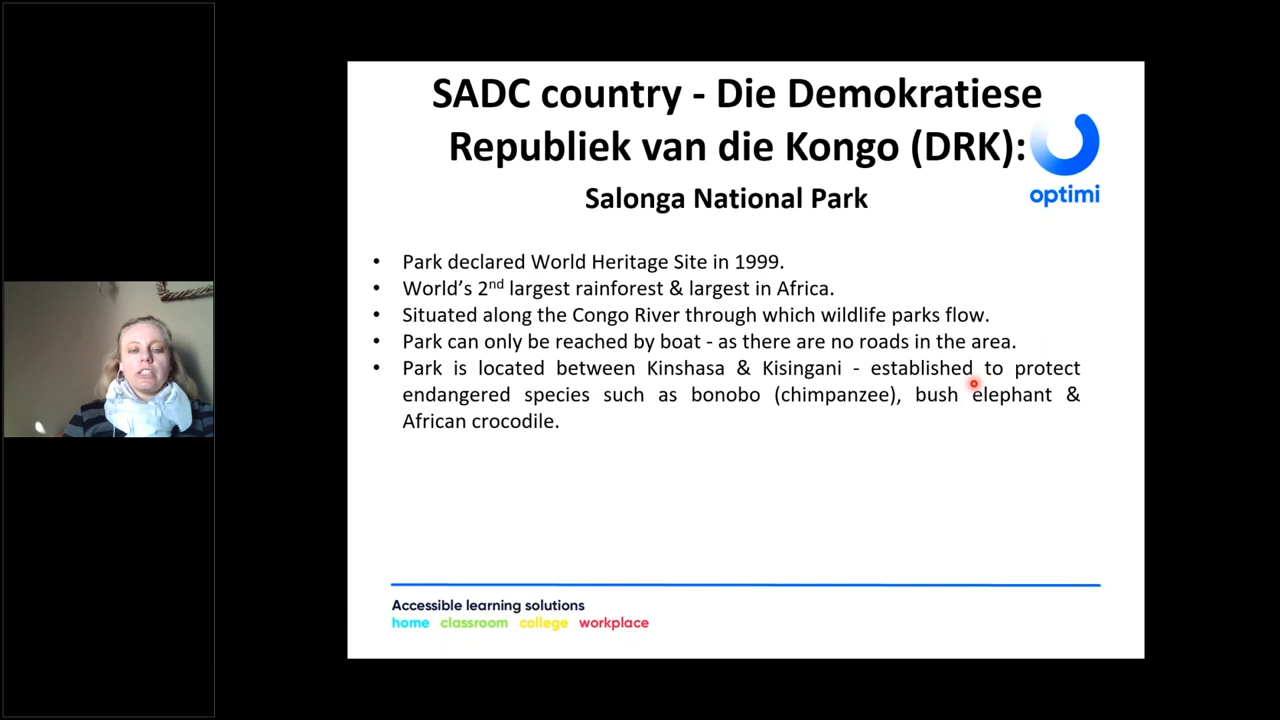 SADC country - Die Demokratiese
Republiek van die Kongo (DRK):
optimi
Salonga National Park
• Park declared World Heritage Site in 1999.
• World's 2nd largest rainforest & largest in Africa.
• Situated along the Congo River through which wildlife parks flow.
• Park can only be reached by boat - as there are no roads in the area.
• Park is located between Kinshasa & Kisingani - established to protect
endangered species such as bonobo (chimpanzee), bush elephant &
African crocodile.
Accessible learning solutions
home classroom college workplace